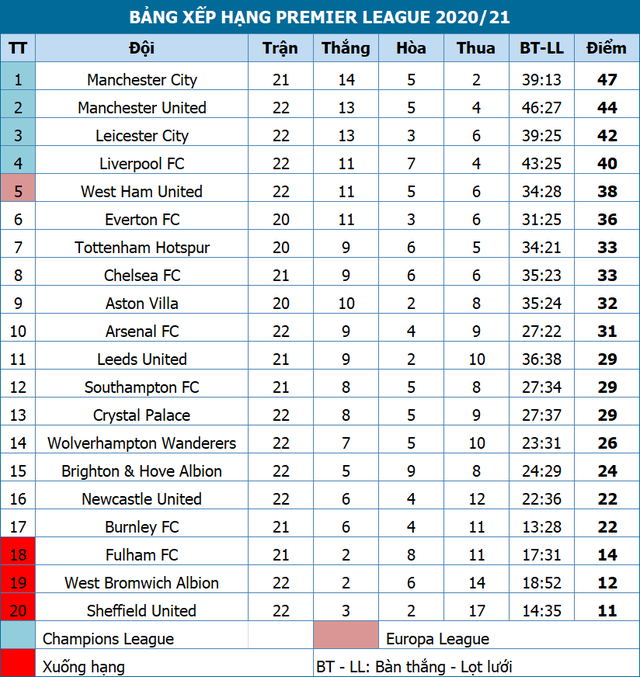 BẢNG XẾP HẠNG PREMIER LEAGUE 2020/21
TT Đội Trận Thắng Hòa Thua BT-LL Điểm
1 Manchester City 21 14 5 2 39:13 47
2 Manchester United 22 13 5 4 46:27 44
3 Leicester City 22 13 3 6 39:25 42
4 Liverpool FC 22 11 7 4 43:25 40
5 West Ham United 22 11 5 6 34:28 38
6 Everton FC 20 11 3 6 31:25 36
7 Tottenham Hotspur 20 9 6 5 34:21 33
8 Chelsea FC 21 9 6 6 35:23 33
9 Aston Villa 20 10 2 8 35:24 32
10 Arsenal FC 22 9 4 9 27:22 31
11 Leeds United 21 9 2 10 36:38 29
12 Southampton FC 21 8 5 8 27:34 29
13 Crystal Palace 22 8 5 9 27:37 29
14 Wolverhampton Wanderers 22 7 5 10 23:31 26
15 Brighton & Hove Albion 22 5 9 8 24:29 24
16 Newcastle United 22 6 4 12 22:36 22
17 Burnley FC 21 6 4 11 13:28 22
18 Fulham FC 21 2 8 11 17:31 14
19 West Bromwich Albion 22 2 6 14 18:52 12
20 Sheffield United 22 3 2 17 14:35 11
Champions League Europa League
Xuống hạng BT - LL: Bàn thắng - Lọt lưới